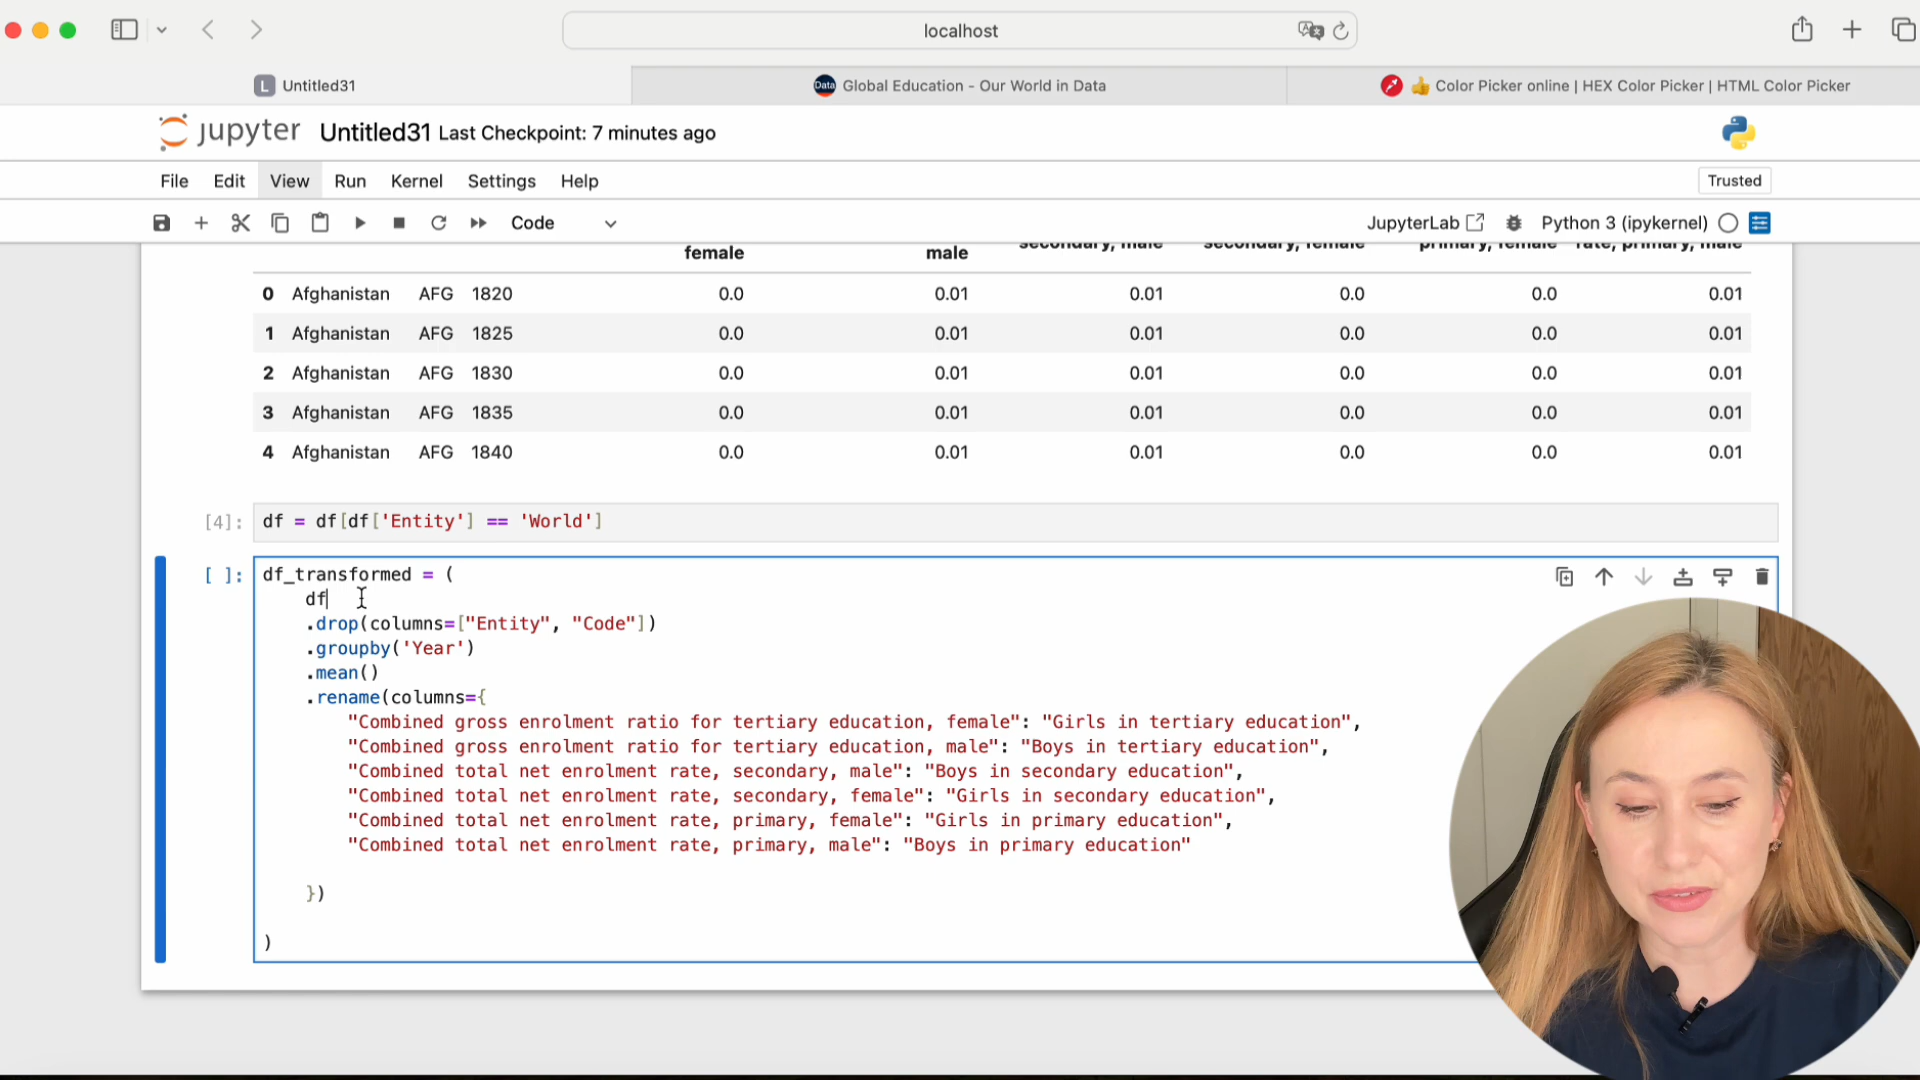 localhost
L Untitled31
Data Global Education - Our World in Data
👍 Color Picker online | HEX Color Picker | HTML Color Picker
jupyter Untitled31 Last Checkpoint: 7 minutes ago
File Edit View Run Kernel Settings Help
Trusted
Code
JupyterLab Python 3 (ipykernel)
secondary, male secondary, female primary, female rate, primary, male
female male
0 Afghanistan AFG 1820 0.0 0.01 0.01 0.0 0.0 0.01
1 Afghanistan AFG 1825 0.0 0.01 0.01 0.0 0.0 0.01
2 Afghanistan AFG 1830 0.0 0.01 0.01 0.0 0.0 0.01
3 Afghanistan AFG 1835 0.0 0.01 0.01 0.0 0.0 0.01
4 Afghanistan AFG 1840 0.0 0.01 0.01 0.0 0.0 0.01
[4]: df = df[df['Entity'] == 'World']
[ ]: df_transformed = (
df
.drop(columns=["Entity", "Code"])
.groupby('Year')
.mean()
.rename(columns={
"Combined gross enrolment ratio for tertiary education, female": "Girls in tertiary education",
"Combined gross enrolment ratio for tertiary education, male": "Boys in tertiary education",
"Combined total net enrolment rate, secondary, male": "Boys in secondary education",
"Combined total net enrolment rate, secondary, female": "Girls in secondary education",
"Combined total net enrolment rate, primary, female": "Girls in primary education",
"Combined total net enrolment rate, primary, male": "Boys in primary education"
})
)